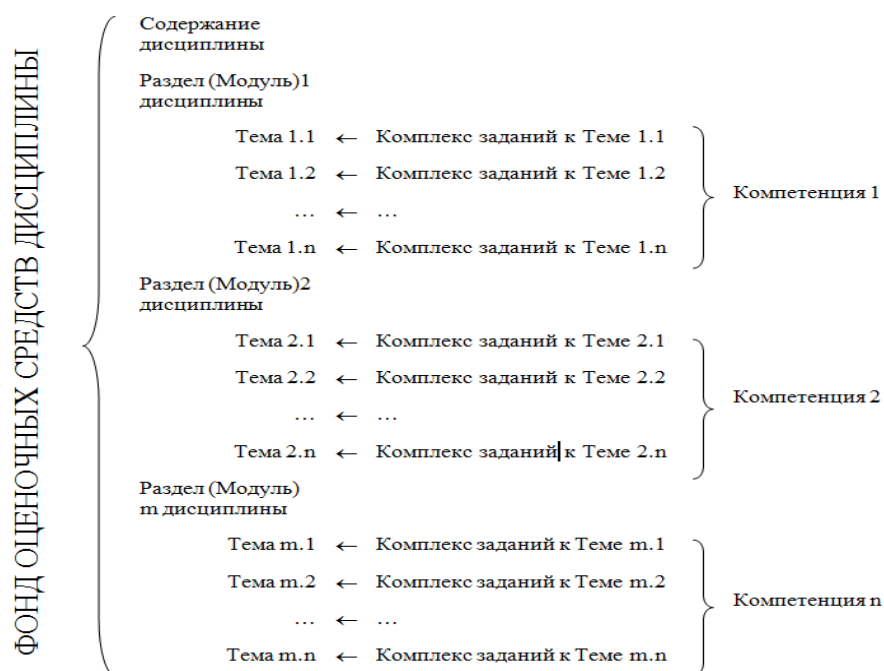 ФОНД ОЦЕНОЧНЫХ СРЕДСТВ ДИСЦИПЛИНЫ
Содержание
дисциплины
Раздел (Модуль)1
дисциплины
Тема 1.1 ← Комплекс заданий к Теме 1.1
Тема 1.2 ← Комплекс заданий к Теме 1.2
Компетенция 1
… ← …
Тема 1.n ← Комплекс заданий к Теме 1.n
Раздел (Модуль)2
дисциплины
Тема 2.1 ← Комплекс заданий к Теме 2.1
Тема 2.2 ← Комплекс заданий к Теме 2.2
Компетенция 2
… ← …
Тема 2.n ← Комплекс заданий к Теме 2.n
Раздел (Модуль)
m дисциплины
Тема m.1 ← Комплекс заданий к Теме m.1
Тема m.2 ← Комплекс заданий к Теме m.2
Компетенция n
… ← …
Тема m.n ← Комплекс заданий к Теме m.n